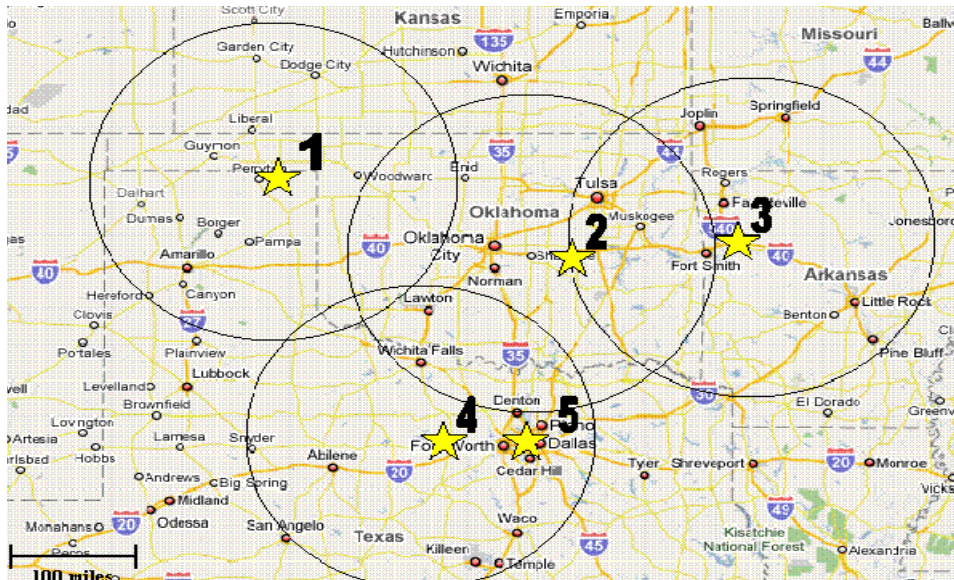 Scott City
Kansas
Emporia
Missouri
Ballw
Garden City
Hutchinson
135
Dodge City
Wichita
44
Springfield
Joplin
Liberal
Guymon
35
44
1
Perryton
Woodward
Enid
Rogers
Dalhart
Tulsa
Dumas
Borger
Oklahoma
2
Muskogee
3
Jonesboro
Pampa
40
Oklahoma
City
40
40
Amarillo
Norman
Fort Smith
Arkansas
40
Hereford
Canyon
Lawton
Little Rock
Clovis
27
Benton
Portales
Plainview
Wichita Falls
35
Pine Bluff
Levelland
Lubbock
30
Brownfield
Denton
El Dorado
Lovington
4
5
Artesia
Lamesa
Snyder
Dallas
Hobbs
Abilene
20
Cedar Hill
Tyler
Shreveport
20
Monroe
Andrews
Big Spring
Midland
49
Vicks
Monahans
20
Odessa
San Angelo
Waco
45
Kisatchie
National Forest
Pecos
Texas
Killeen
Alexandria
100 miles
Temple